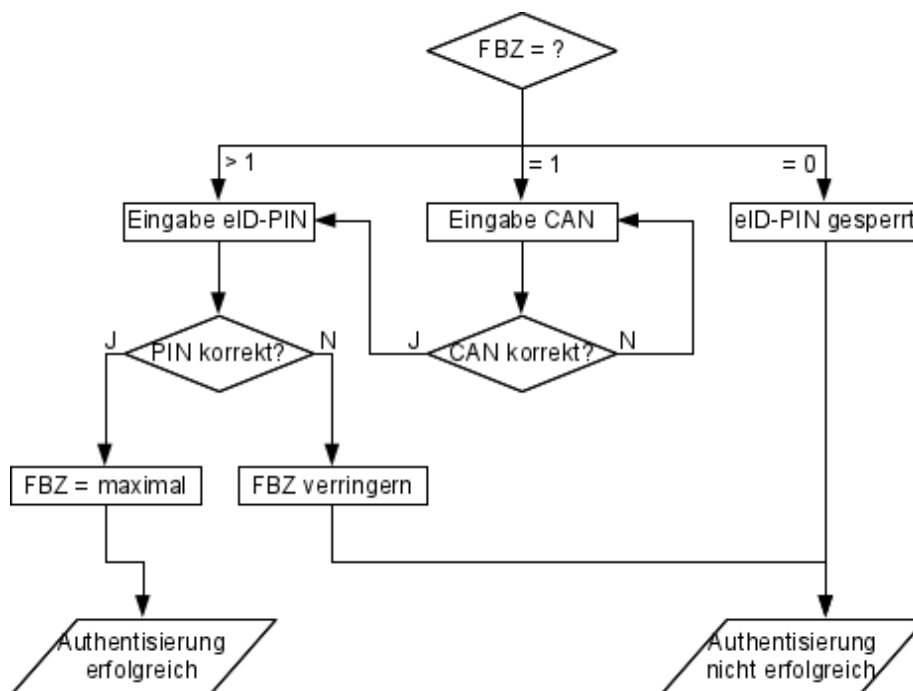 FBZ = ?
> 1
= 1
= 0
Eingabe eID-PIN
Eingabe CAN
eID-PIN gesperrt
J
PIN korrekt?
N
J
CAN korrekt?
N
FBZ = maximal
FBZ verringern
Authentisierung
erfolgreich
Authentisierung
nicht erfolgreich